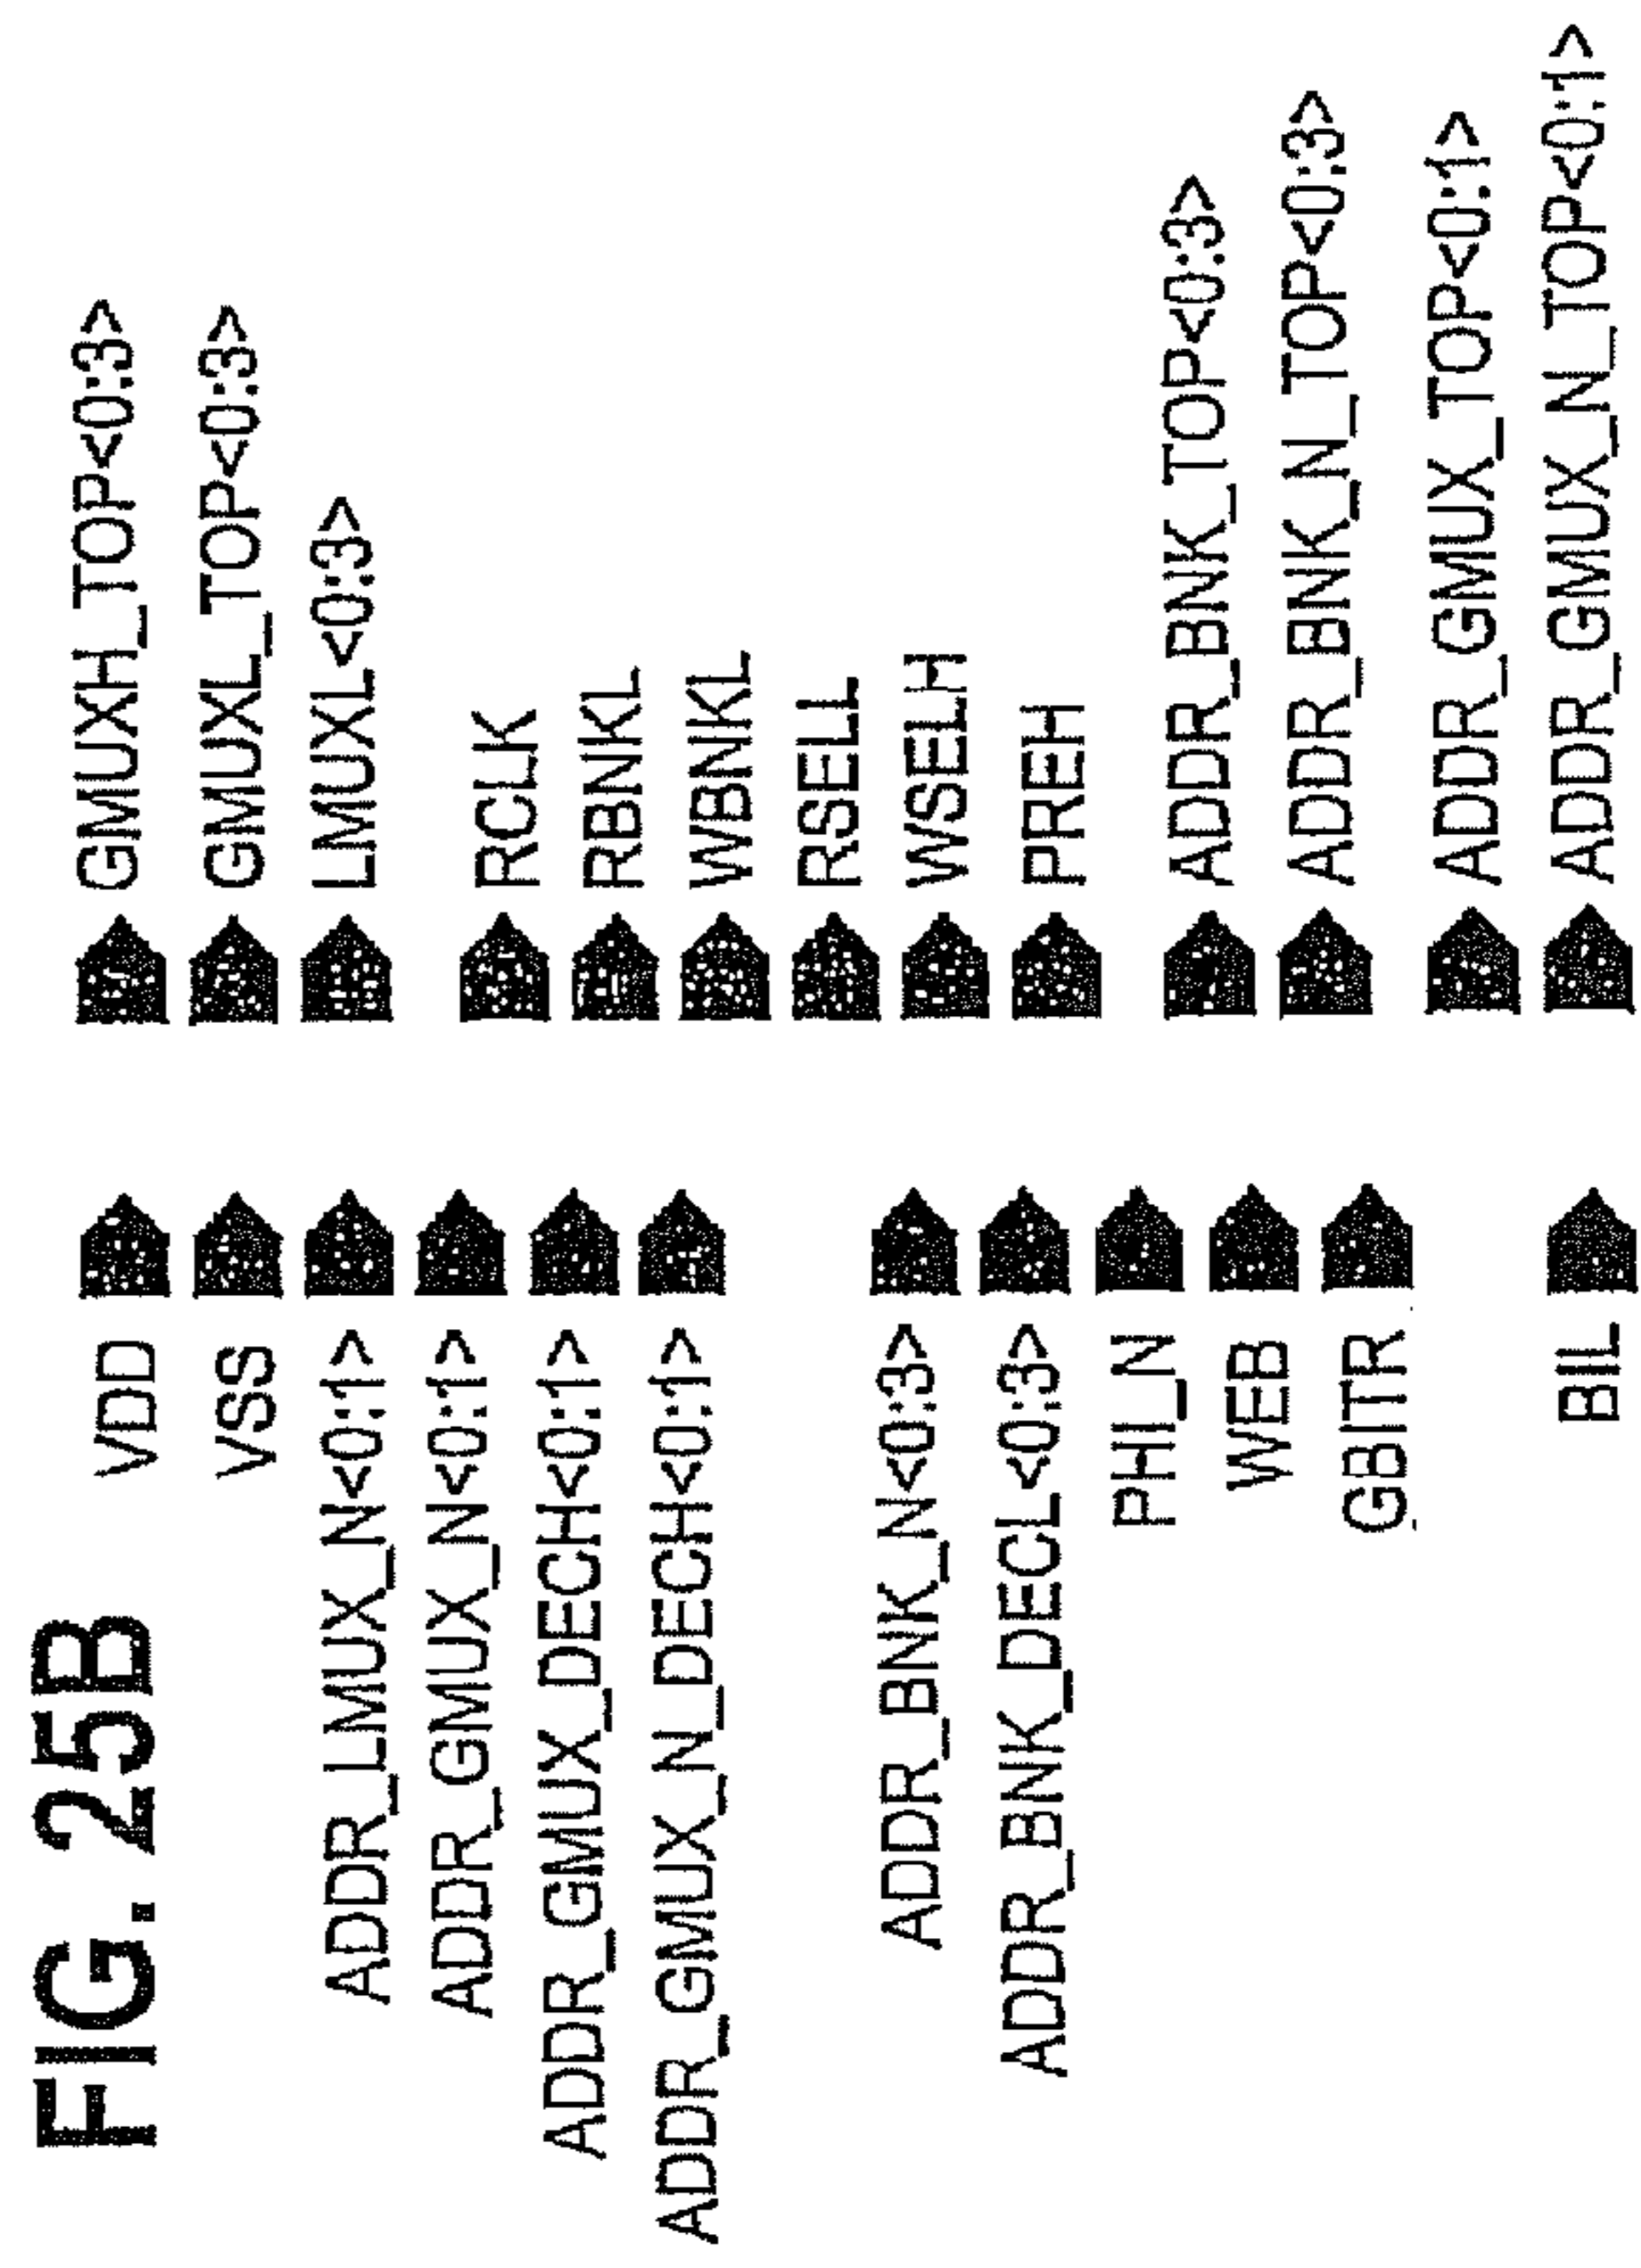 FIG. 25B
VDD
VSS
ADDR_LMUX_N<0:1>
ADDR_GMUX_N<0:1>
ADDR_GMUX_DECH<0:1>
ADDR_GMUX_N_DECH<0:1>
ADDR_BNK_N<0:3>
ADDR_BNK_DECL<0:3>
PHI_N
WEB
GBITR
BIL
GMUXH_TOP<0:3>
GMUXL_TOP<0:3>
LMUXL<0:3>
RCLK
RBNKL
WBNKL
RSELL
WSELH
PREH
ADDR_BNK_TOP<0:3>
ADDR_BNK_N_TOP<0:3>
ADDR_GMUX_TOP<0:1>
ADDR_GMUX_N_TOP<0:1>